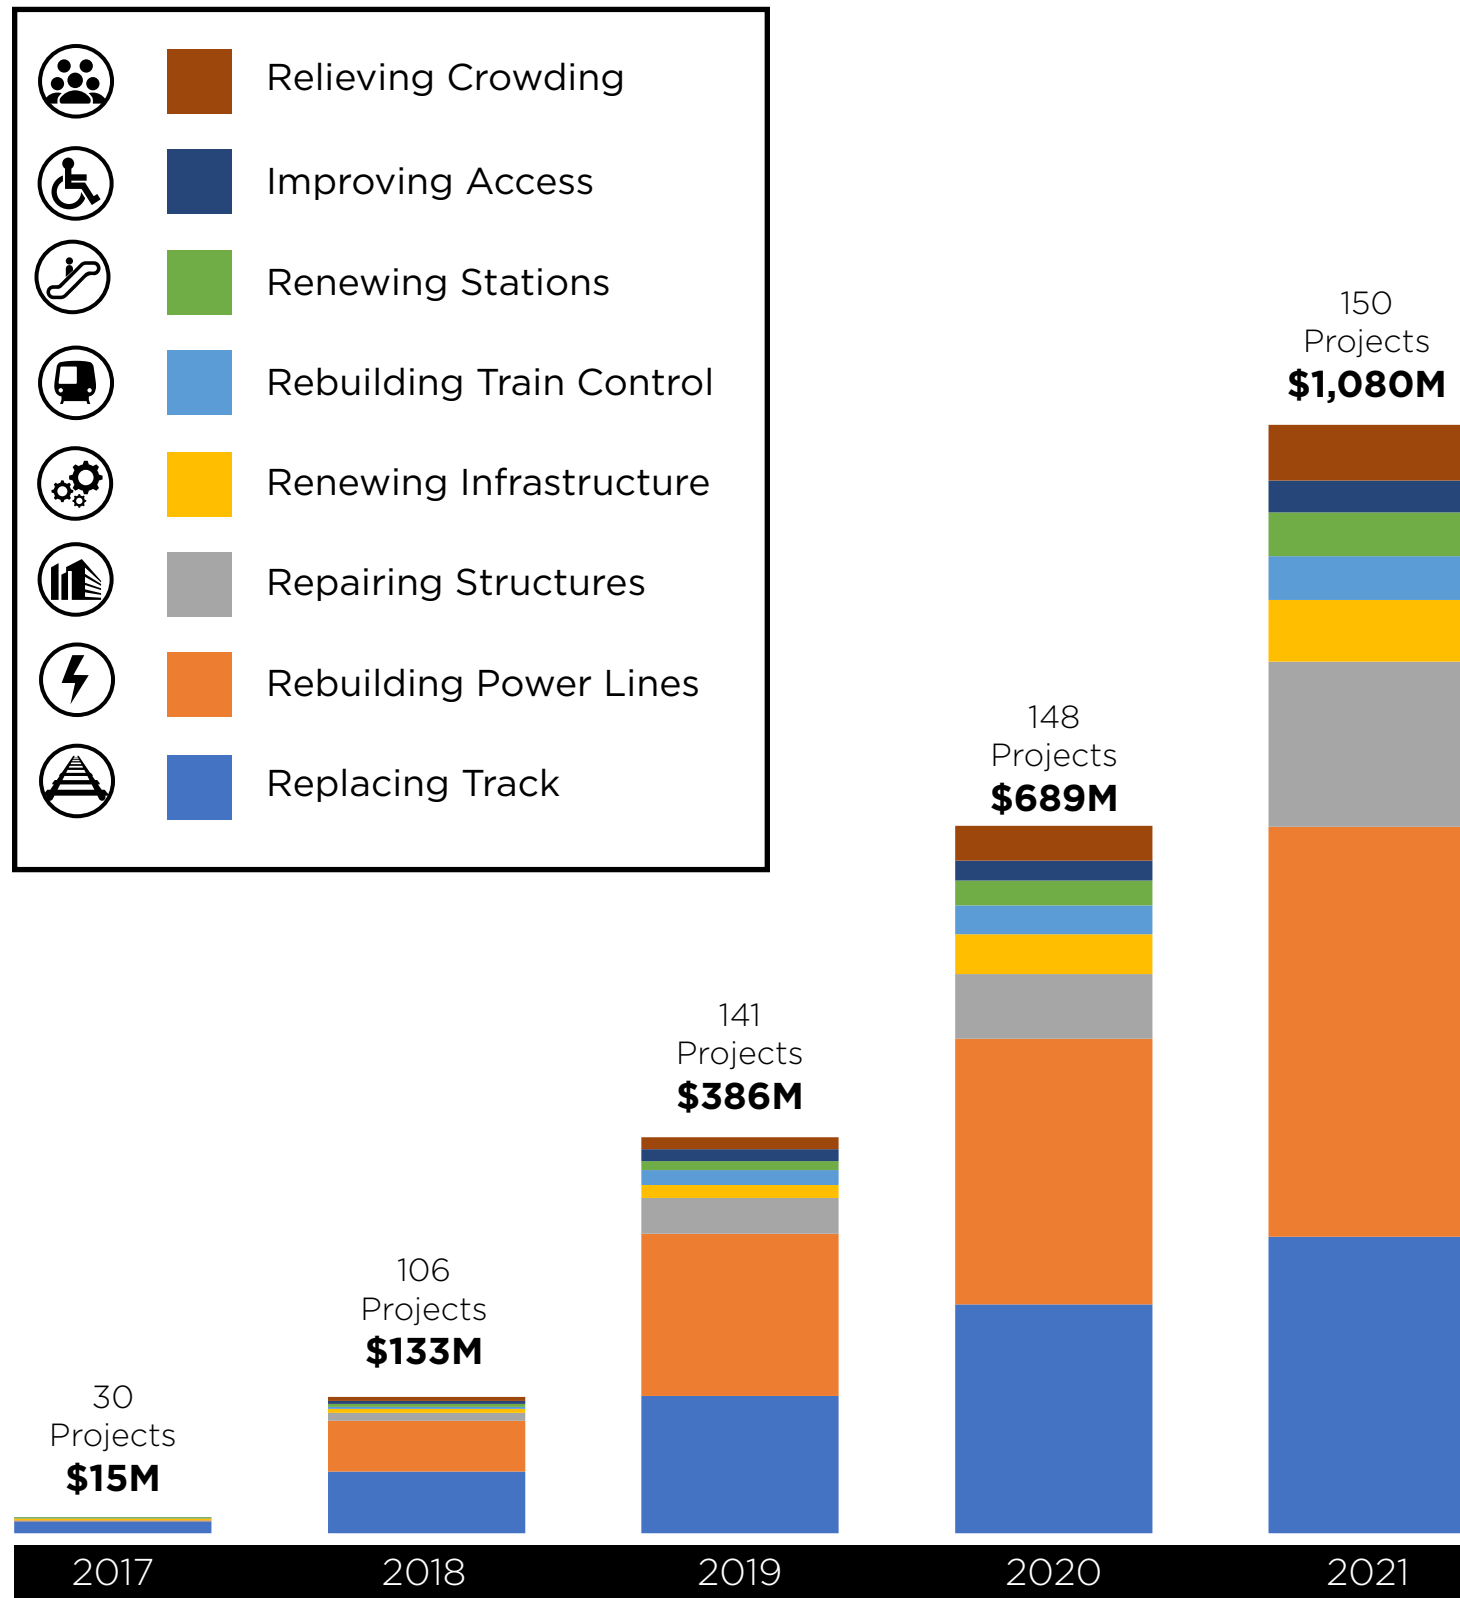 Relieving Crowding
Improving Access
Renewing Stations
Rebuilding Train Control
Renewing Infrastructure
Repairing Structures
Rebuilding Power Lines
Replacing Track
30
Projects
$15M
106
Projects
$133M
141
Projects
$386M
148
Projects
$689M
150
Projects
$1,080M
2017
2018
2019
2020
2021